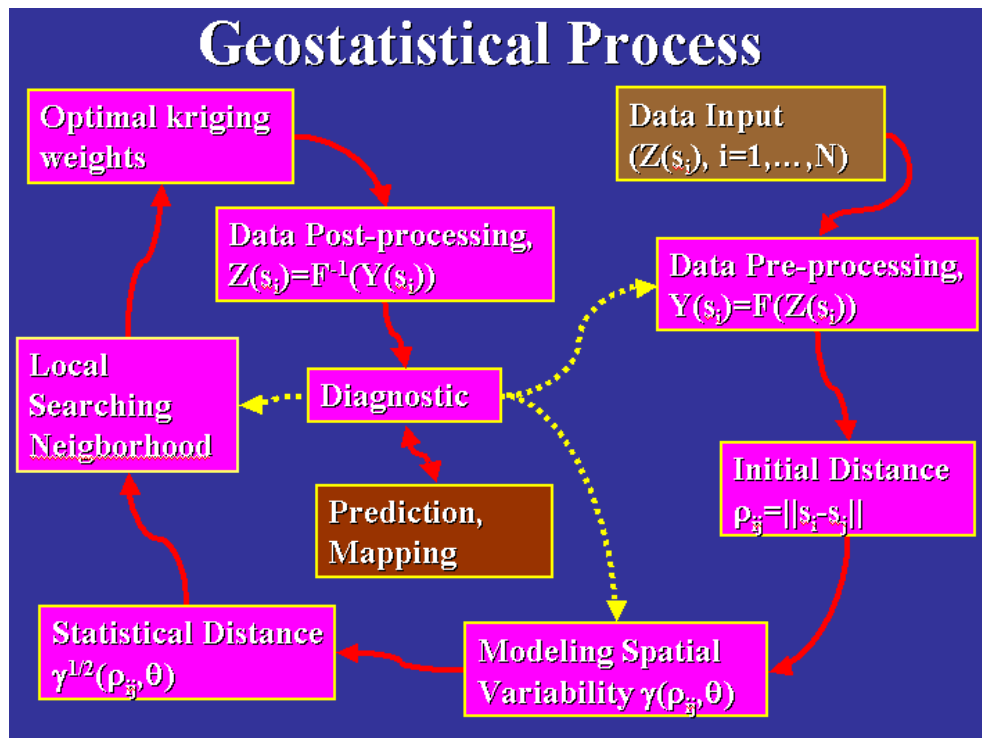 Geostatistical Process
Optimal kriging
weights
Data Input
(Z(sᵢ), i=1,…,N)
Data Post-processing,
Z(sᵢ)=F⁻¹(Y(sᵢ))
Data Pre-processing,
Y(sᵢ)=F(Z(sᵢ))
Local
Searching
Neigborhood
Diagnostic
Initial Distance
ρᵢⱼ=||sᵢ-sⱼ||
Prediction,
Mapping
Statistical Distance
γ¹/²(ρᵢⱼ,θ)
Modeling Spatial
Variability γ(ρᵢⱼ,θ)